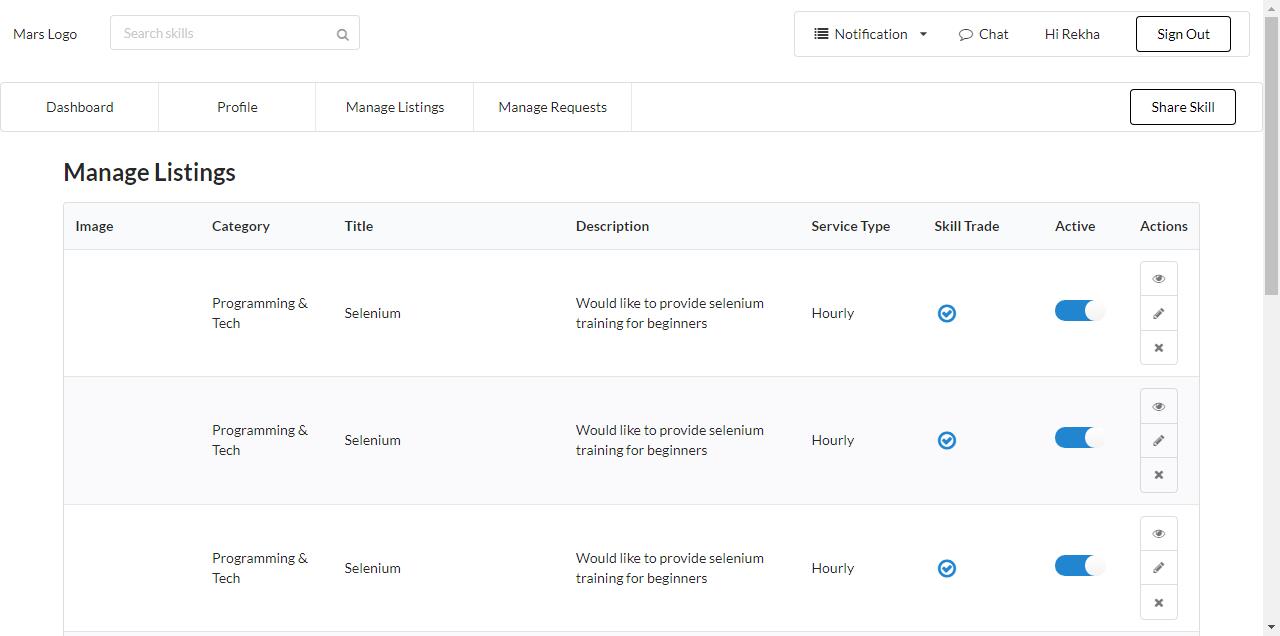 Mars Logo
Search skills
Notification
Chat
Hi Rekha
Sign Out
Dashboard
Profile
Manage Listings
Manage Requests
Share Skill
Manage Listings
Image Category Title Description Service Type Skill Trade Active Actions
Programming &
Tech
Selenium
Would like to provide selenium
training for beginners
Hourly
Programming &
Tech
Selenium
Would like to provide selenium
training for beginners
Hourly
Programming &
Tech
Selenium
Would like to provide selenium
training for beginners
Hourly